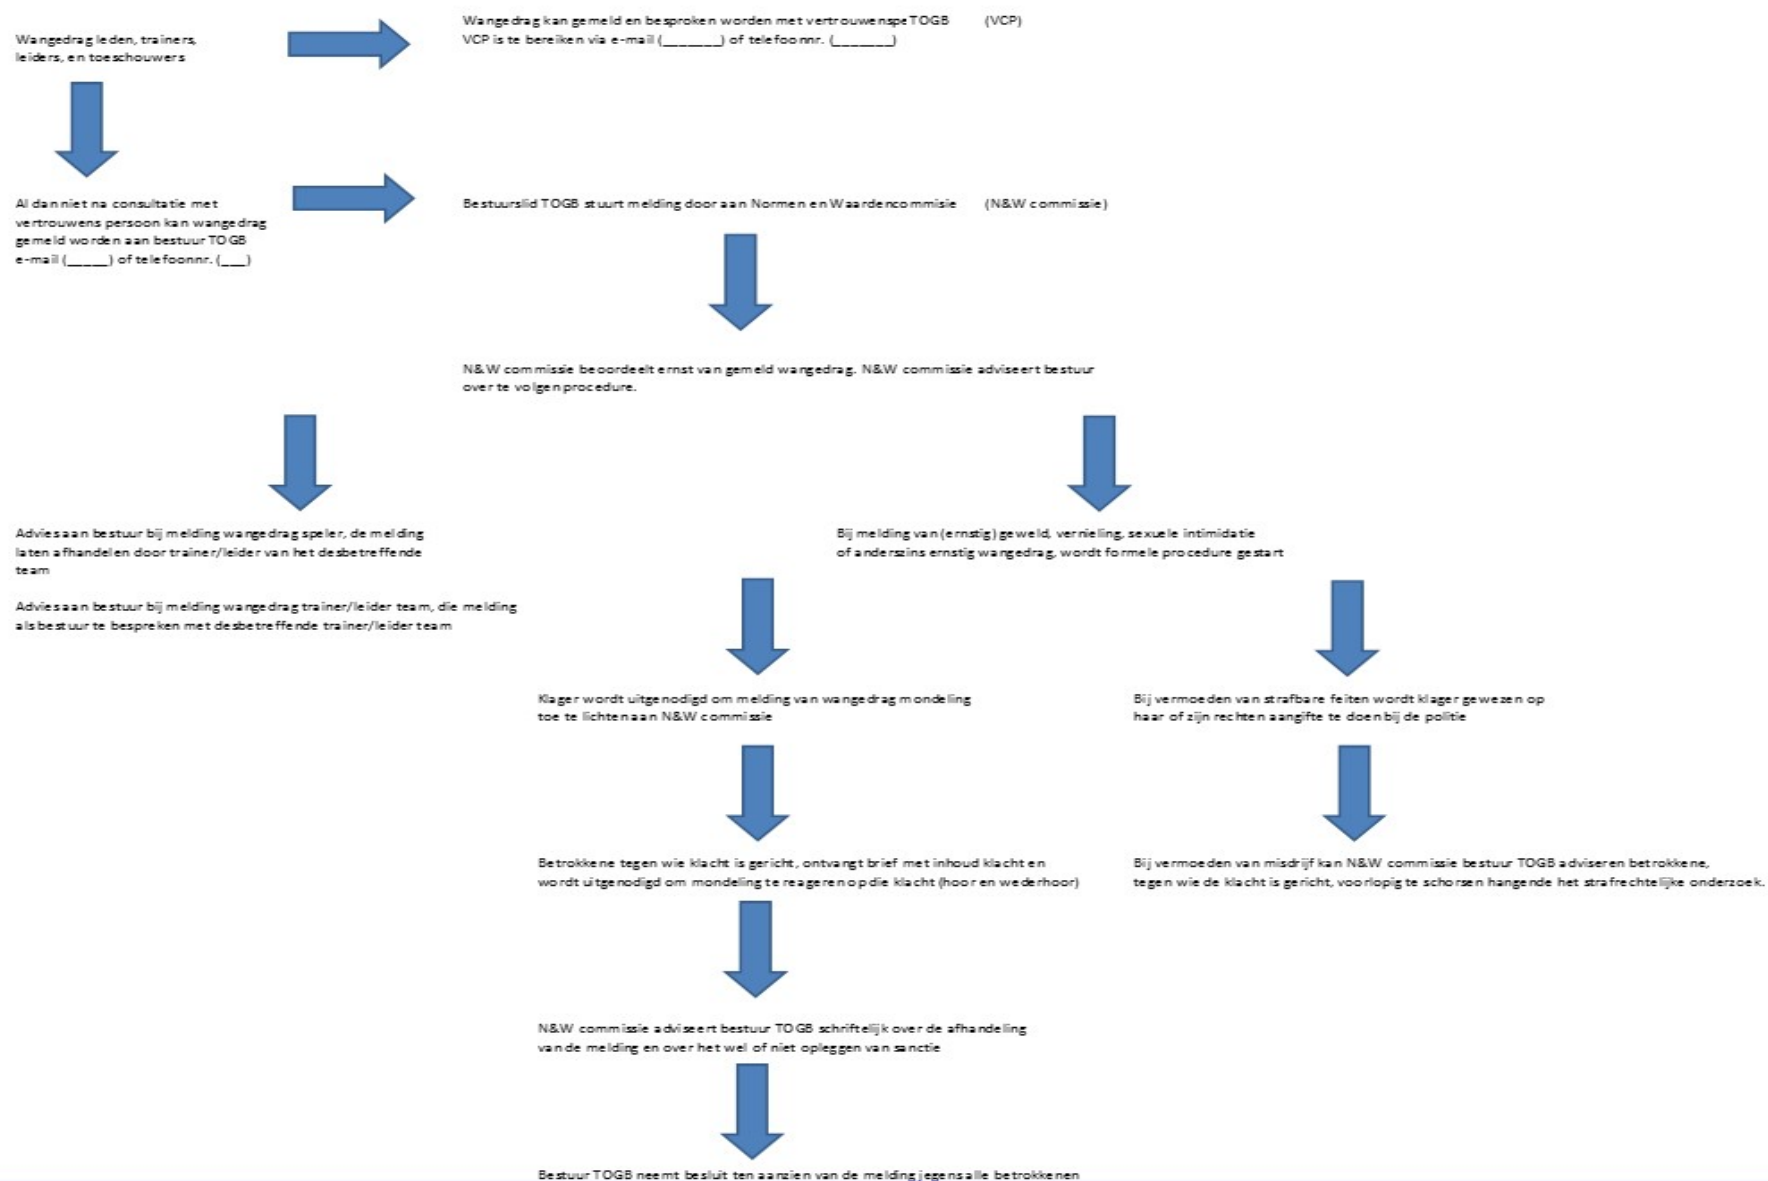 Wangedrag leden, trainers,
leiders, en toeschouwers
Wangedrag kan gemeld en besproken worden met vertrouwenspe TOGB (VCP)
VCP is te bereiken via e-mail (_______) of telefoonnr. (_______)
Al dan niet na consultatie met
vertrouwens persoon kan wangedrag
gemeld worden aan bestuur TOGB
e-mail (_____) of telefoonnr. (___)
Bestuurslid TOGB stuurt melding door aan Normen en Waardencommisie (N&W commissie)
N&W commissie beoordeelt ernst van gemeld wangedrag. N&W commissie adviseert bestuur
over te volgen procedure.
Advies aan bestuur bij melding wangedrag speler, de melding
laten afhandelen door trainer/leider van het desbetreffende
team
Advies aan bestuur bij melding wangedrag trainer/leider team, die melding
als bestuur te bespreken met desbetreffende trainer/leider team
Bij melding van (ernstig) geweld, vernieling, sexuele intimidatie
of anderszins ernstig wangedrag, wordt formele procedure gestart
Klager wordt uitgenodigd om melding van wangedrag mondeling
toe te lichten aan N&W commissie
Bij vermoeden van strafbare feiten wordt klager gewezen op
haar of zijn rechten aangifte te doen bij de politie
Betrokkene tegen wie klacht is gericht, ontvangt brief met inhoud klacht en
wordt uitgenodigd om mondeling te reageren op die klacht (hoor en wederhoor)
Bij vermoeden van misdrijf kan N&W commissie bestuur TOGB adviseren betrokkene,
tegen wie de klacht is gericht, voorlopig te schorsen hangende het strafrechtelijke onderzoek.
N&W commissie adviseert bestuur TOGB schriftelijk over de afhandeling
van de melding en over het wel of niet opleggen van sanctie
Bestuur TOGB neemt besluit ten aanzien van de melding jegens alle betrokkenen